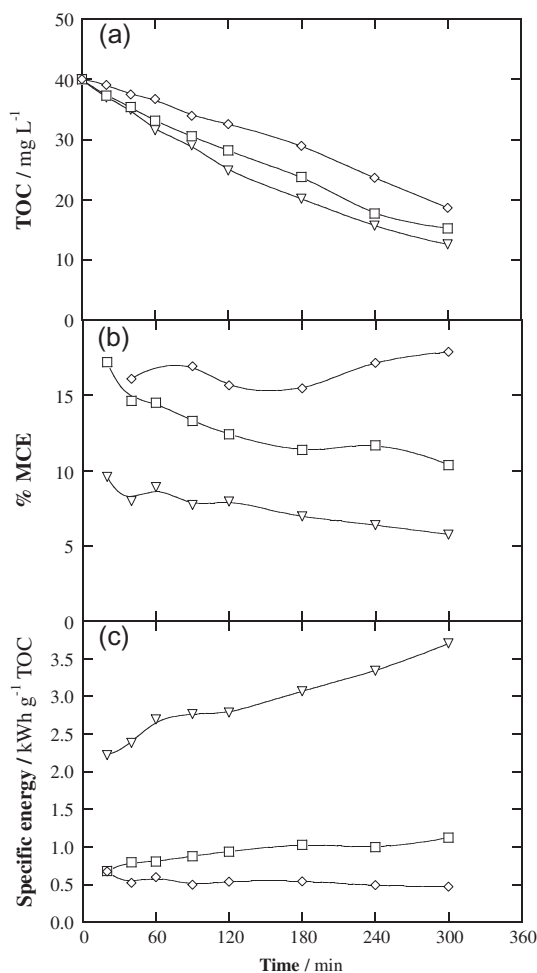 50
(a)
40
30
20
10
0
TOC / mg L⁻¹
(b)
15
10
5
0
% MCE
(c)
3.5
3.0
2.5
2.0
1.5
1.0
0.5
0.0
Specific energy / kWh g⁻¹ TOC
0 60 120 180 240 300 360
Time / min